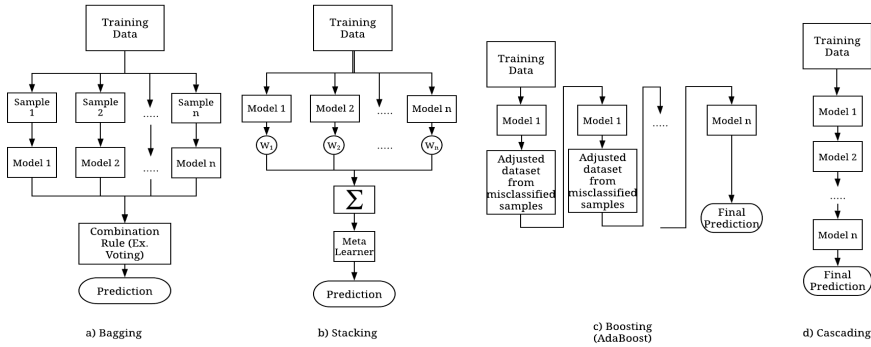 Training
Data
Sample
1
Sample
2
.....
Sample
n
Model 1
Model 2
.....
Model n
Combination
Rule (Ex.
Voting)
Prediction
a) Bagging
Training
Data
Model 1
Model 2
.....
Model n
W1
W2
.....
Wn
Σ
Meta
Learner
Prediction
b) Stacking
Training
Data
Model 1
Adjusted
dataset
from
misclassified
samples
Model 1
Adjusted
dataset
from
misclassified
samples
.....
Model n
Final
Prediction
c) Boosting
(AdaBoost)
Training
Data
Model 1
Model 2
.....
Model n
Final
Prediction
d) Cascading